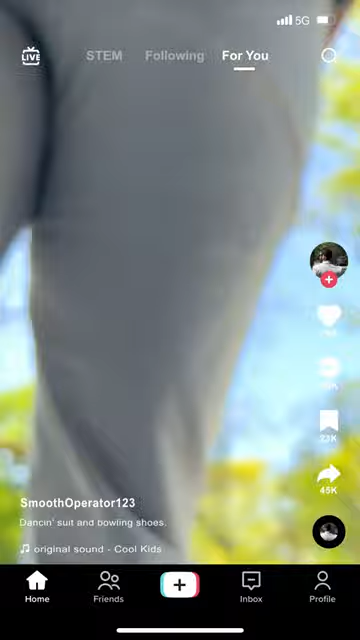 5G
LIVE
STEM Following For You
23K
45K
SmoothOperator123
Dancin' suit and bowling shoes.
original sound - Cool Kids
Home Friends Inbox Profile